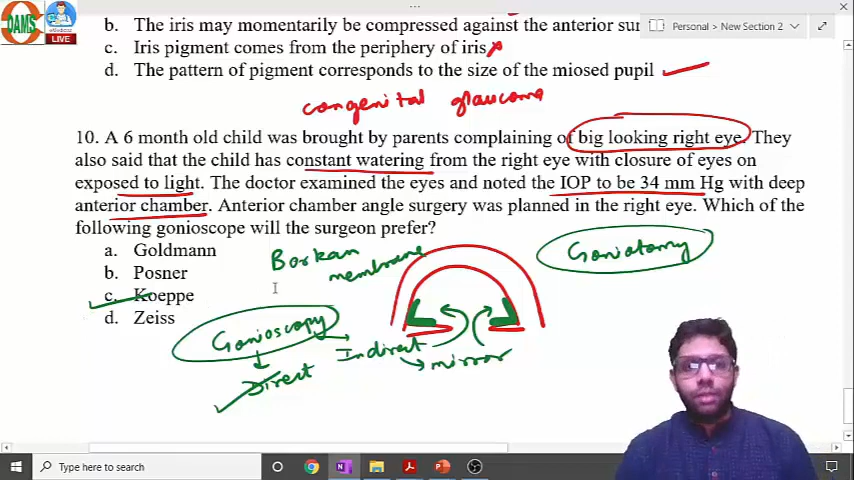 DAMS
eMedicoz
LIVE
Personal > New Section 2
b. The iris may momentarily be compressed against the anterior sur
c. Iris pigment comes from the periphery of iris
d. The pattern of pigment corresponds to the size of the miosed pupil
congenital glaucoma
10. A 6 month old child was brought by parents complaining of big looking right eye. They
also said that the child has constant watering from the right eye with closure of eyes on
exposed to light. The doctor examined the eyes and noted the IOP to be 34 mm Hg with deep
anterior chamber. Anterior chamber angle surgery was planned in the right eye. Which of the
following gonioscope will the surgeon prefer?
a. Goldmann
b. Posner
c. Koeppe
d. Zeiss
Barkan
membrane
Goniotomy
Gonioscopy
Indirect
mirror
Direct
Type here to search